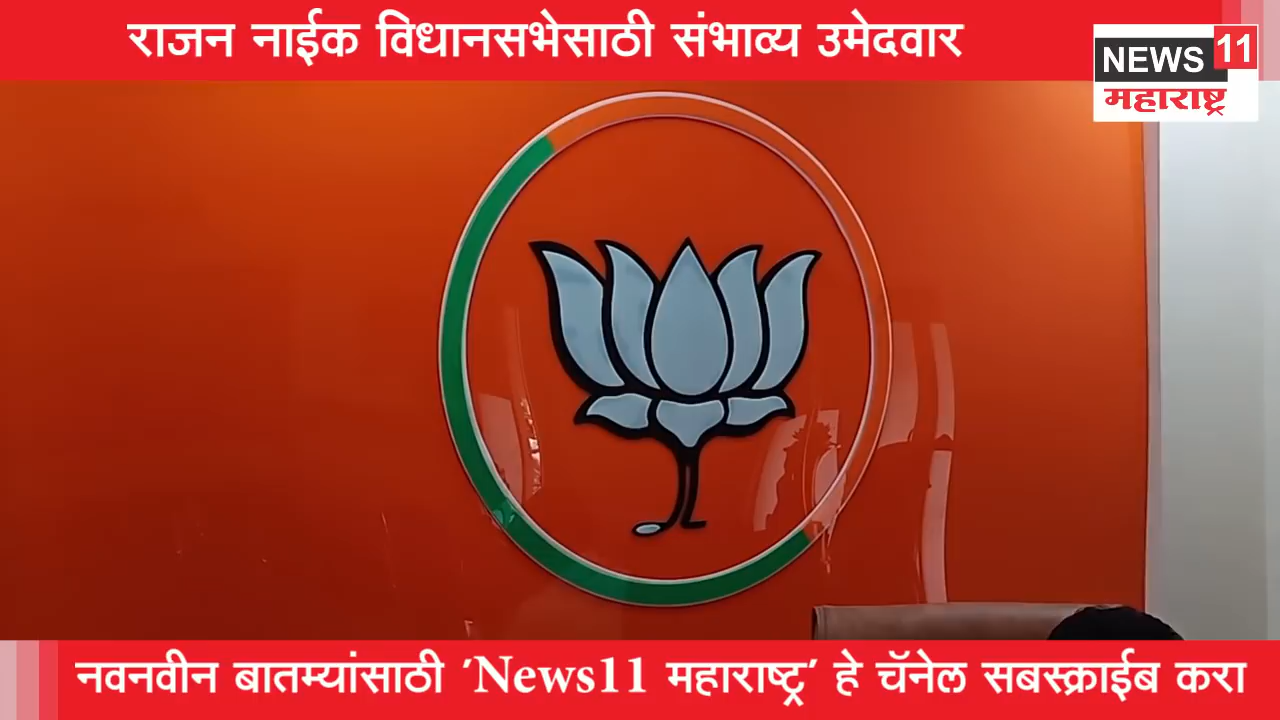 राजन नाईक विधानसभेसाठी संभाव्य उमेदवार
NEWS 11
महाराष्ट्र
नवनवीन बातम्यांसाठी ‘News11 महाराष्ट्र’ हे चॅनेल सबस्क्राईब करा